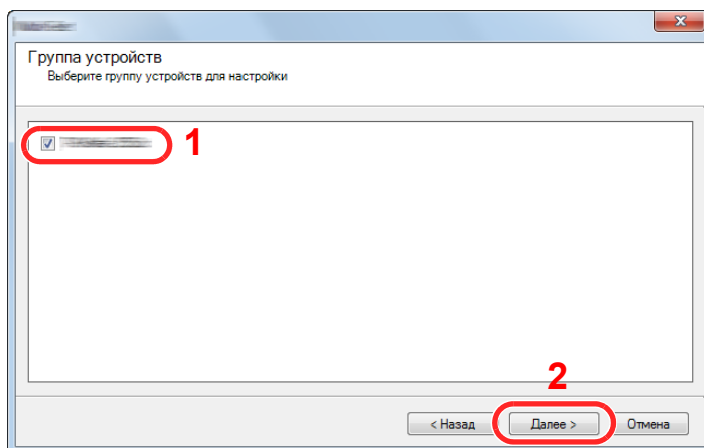 Группа устройств
Выберите группу устройств для настройки
1
2
< Назад
Далее >
Отмена